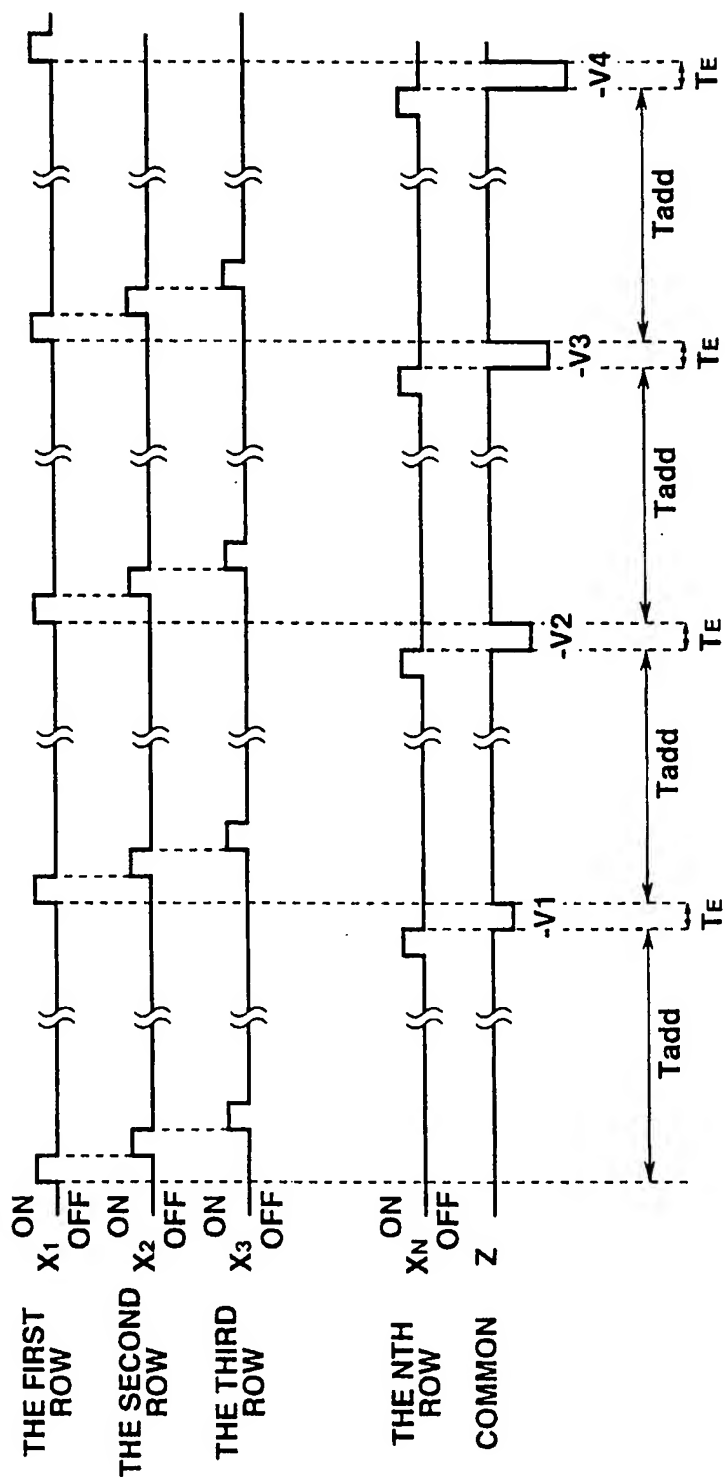 THE FIRST
ROW
X1
ON
OFF
THE SECOND
ROW
X2
ON
OFF
THE THIRD
ROW
X3
ON
OFF
THE NTH
ROW
XN
ON
OFF
COMMON
Z
-V1
-V2
-V3
-V4
Tadd
TE
Tadd
TE
Tadd
TE
Tadd
TE